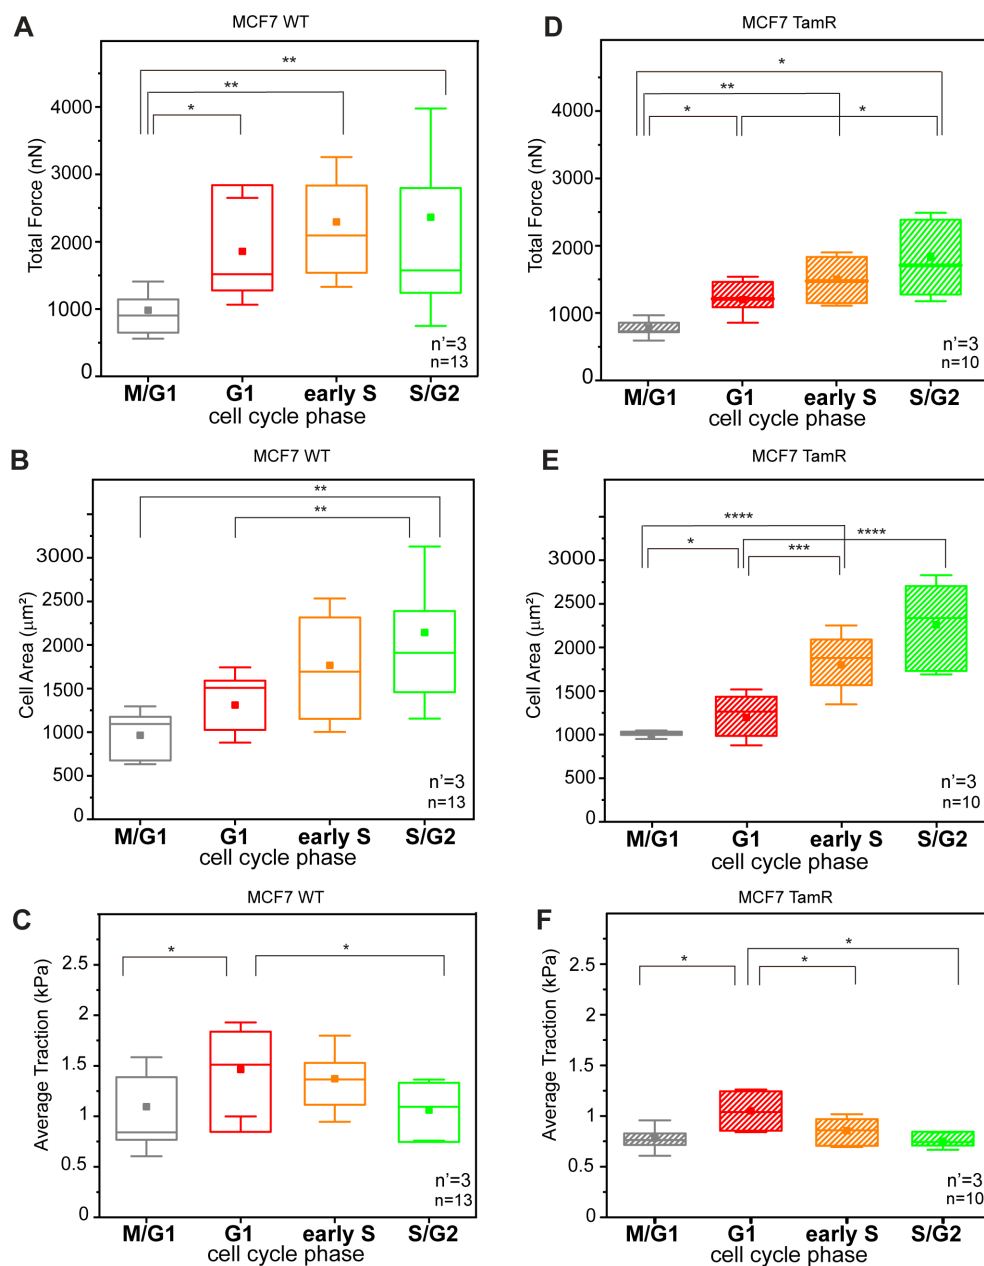 A
MCF7 WT
Total Force (nN)
4000
3000
2000
1000
0
**
**
*
n’=3
n=13
M/G1 G1 early S S/G2
cell cycle phase
D
MCF7 TamR
Total Force (nN)
4000
3000
2000
1000
0
*
**
* *
n’=3
n=10
M/G1 G1 early S S/G2
cell cycle phase
B
MCF7 WT
Cell Area (μm²)
3000
2500
2000
1500
1000
500
0
**
**
n’=3
n=13
M/G1 G1 early S S/G2
cell cycle phase
E
MCF7 TamR
Cell Area (μm²)
3000
2500
2000
1500
1000
500
0
****
* *** ****
n’=3
n=10
M/G1 G1 early S S/G2
cell cycle phase
C
MCF7 WT
Average Traction (kPa)
2.5
2
1.5
1
0.5
0
* *
n’=3
n=13
M/G1 G1 early S S/G2
cell cycle phase
F
MCF7 TamR
Average Traction (kPa)
2.5
2
1.5
1
0.5
0
*
* *
n’=3
n=10
M/G1 G1 early S S/G2
cell cycle phase